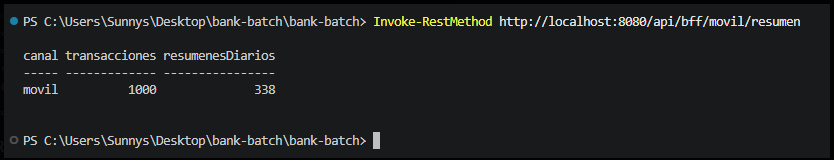 PS C:\Users\Sunnys\Desktop\bank-batch\bank-batch> Invoke-RestMethod http://localhost:8080/api/bff/movil/resumen
canal transacciones resumenesDiarios
----- ------------- ----------------
movil          1000              338
PS C:\Users\Sunnys\Desktop\bank-batch\bank-batch>